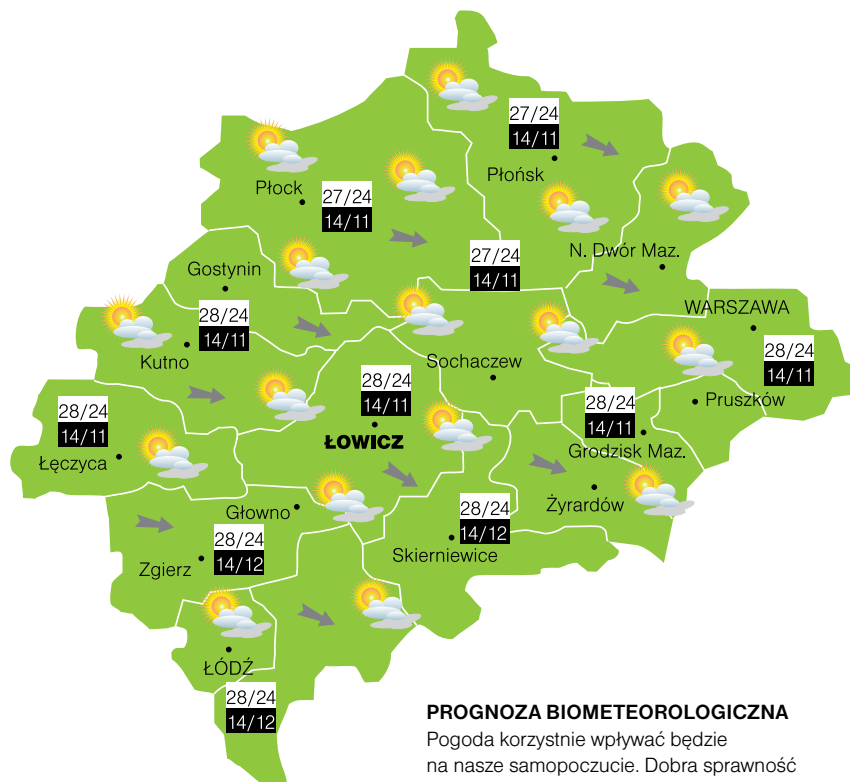 27/24
14/11
Płońsk
Płock
27/24
14/11
27/24
14/11
N. Dwór Maz.
Gostynin
28/24
14/11
Kutno
WARSZAWA
28/24
14/11
Sochaczew
28/24
14/11
ŁOWICZ
Pruszków
28/24
14/11
Grodzisk Maz.
28/24
14/11
Łęczyca
Żyrardów
Głowno
28/24
14/12
Skierniewice
28/24
14/12
Zgierz
ŁÓDŹ
28/24
14/12
PROGNOZA BIOMETEOROLOGICZNA
Pogoda korzystnie wpływać będzie
na nasze samopoczucie. Dobra sprawność